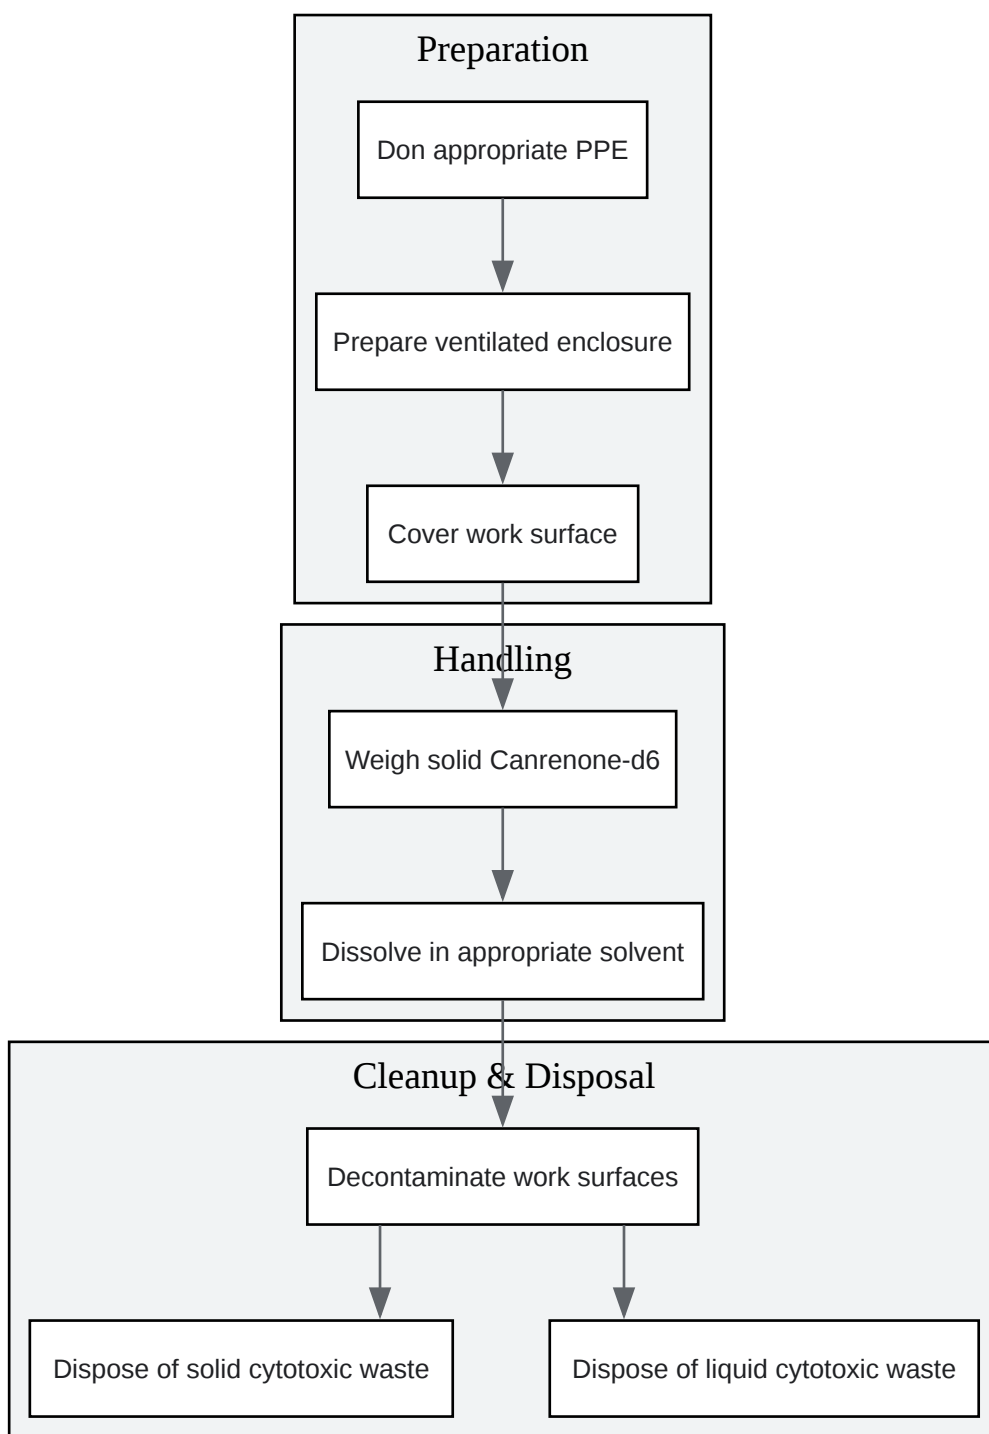 Preparation
Don appropriate PPE
Prepare ventilated enclosure
Cover work surface
Handling
Weigh solid Canrenone-d6
Dissolve in appropriate solvent
Cleanup & Disposal
Decontaminate work surfaces
Dispose of solid cytotoxic waste
Dispose of liquid cytotoxic waste